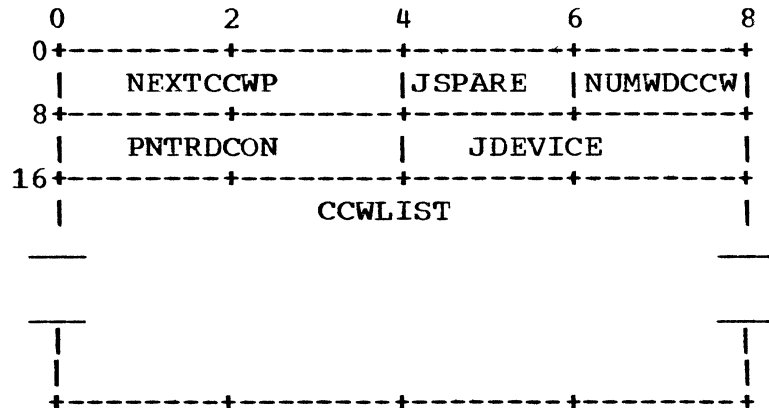 0 2 4 6 8
0
NEXTCCWP JSPARE NUMWDCCW
8
PNTRDCON JDEVICE
16
CCWLIST